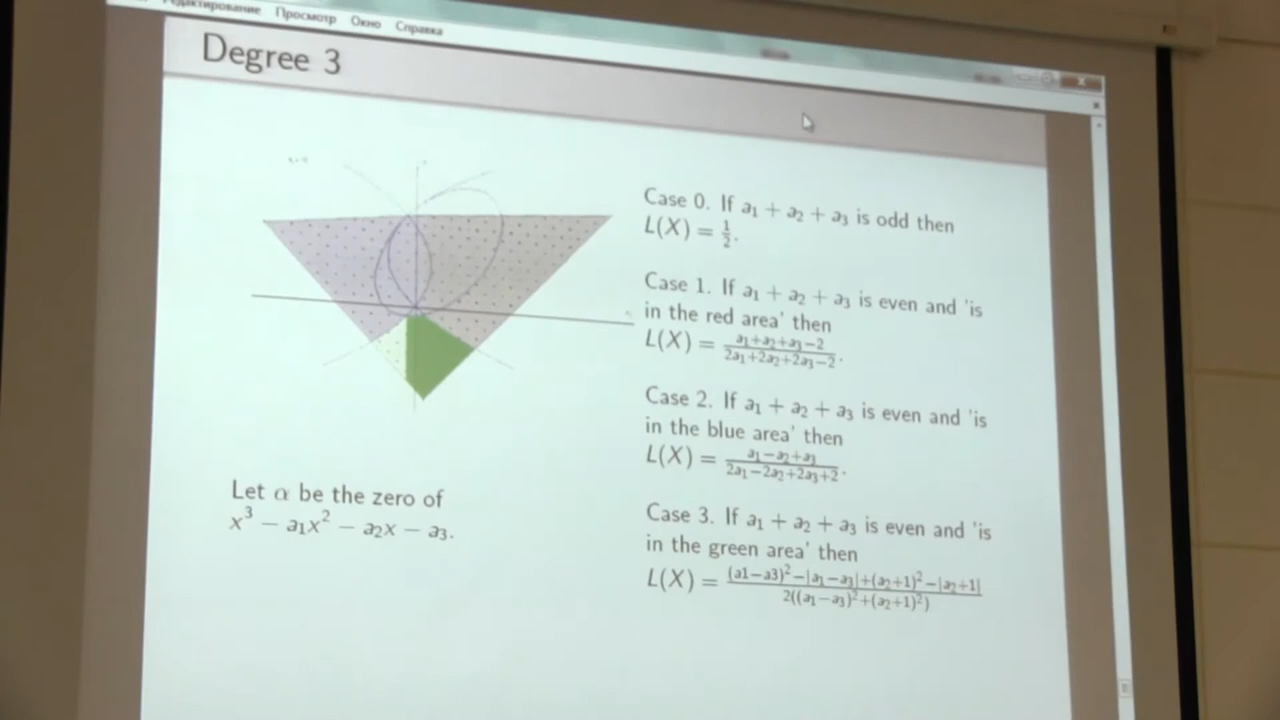 Редактирование Просмотр Окно Справка
Degree 3
Case 0. If a₁ + a₂ + a₃ is odd then
L(X) = 1/2.
Case 1. If a₁ + a₂ + a₃ is even and 'is
in the red area' then
L(X) = (a₁+a₂+a₃−2)/(2a₁+2a₂+2a₃−2).
Case 2. If a₁ + a₂ + a₃ is even and 'is
in the blue area' then
L(X) = (a₁−a₂+a₃)/(2a₁−2a₂+2a₃+2).
Case 3. If a₁ + a₂ + a₃ is even and 'is
in the green area' then
L(X) = ((a1−a3)²−|a₁−a₃|+(a₂+1)²−|a₂+1|)/(2((a₁−a₃)²+(a₂+1)²))
Let α be the zero of
x³ − a₁x² − a₂x − a₃.